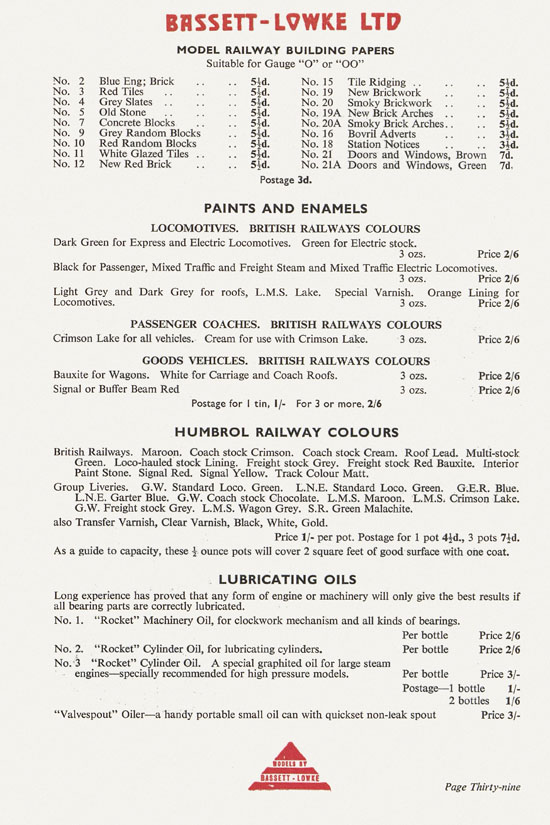 BASSETT-LOWKE LTD
MODEL RAILWAY BUILDING PAPERS
Suitable for Gauge "O" or "OO"
No. 2 Blue Eng; Brick .. .. 5½d.
No. 3 Red Tiles .. .. 5½d.
No. 4 Grey Slates .. .. .. 5½d.
No. 5 Old Stone .. .. .. 5½d.
No. 7 Concrete Blocks .. .. 5½d.
No. 9 Grey Random Blocks .. 5½d.
No. 10 Red Random Blocks .. 5½d.
No. 11 White Glazed Tiles .. .. 5½d.
No. 12 New Red Brick .. .. 5½d.
No. 15 Tile Ridging .. .. .. 5½d.
No. 19 New Brickwork .. .. 5½d.
No. 20 Smoky Brickwork .. .. 5½d.
No. 19A New Brick Arches .. .. 5½d.
No. 20A Smoky Brick Arches .. .. 5½d.
No. 16 Bovril Adverts .. .. 3½d.
No. 18 Station Notices .. .. 3½d.
No. 21 Doors and Windows, Brown 7d.
No. 21A Doors and Windows, Green 7d.
Postage 3d.
PAINTS AND ENAMELS
LOCOMOTIVES. BRITISH RAILWAYS COLOURS
Dark Green for Express and Electric Locomotives. Green for Electric stock.
3 ozs. Price 2/6
Black for Passenger, Mixed Traffic and Freight Steam and Mixed Traffic Electric Locomotives.
3 ozs. Price 2/6
Light Grey and Dark Grey for roofs, L.M.S. Lake. Special Varnish. Orange Lining for
Locomotives. 3 ozs. Price 2/6
PASSENGER COACHES. BRITISH RAILWAYS COLOURS
Crimson Lake for all vehicles. Cream for use with Crimson Lake. 3 ozs. Price 2/6
GOODS VEHICLES. BRITISH RAILWAYS COLOURS
Bauxite for Wagons. White for Carriage and Coach Roofs. 3 ozs. Price 2/6
Signal or Buffer Beam Red 3 ozs. Price 2/6
Postage for 1 tin, 1/- For 3 or more, 2/6
HUMBROL RAILWAY COLOURS
British Railways. Maroon. Coach stock Crimson. Coach stock Cream. Roof Lead. Multi-stock
Green. Loco-hauled stock Lining. Freight stock Grey. Freight stock Red Bauxite. Interior
Paint Stone. Signal Red. Signal Yellow. Track Colour Matt.
Group Liveries. G.W. Standard Loco. Green. L.N.E. Standard Loco. Green. G.E.R. Blue.
L.N.E. Garter Blue. G.W. Coach stock Chocolate. L.M.S. Maroon. L.M.S. Crimson Lake.
G.W. Freight stock Grey. L.M.S. Wagon Grey. S.R. Green Malachite.
also Transfer Varnish, Clear Varnish, Black, White, Gold.
Price 1/- per pot. Postage for 1 pot 4½d., 3 pots 7½d.
As a guide to capacity, these ½ ounce pots will cover 2 square feet of good surface with one coat.
LUBRICATING OILS
Long experience has proved that any form of engine or machinery will only give the best results if
all bearing parts are correctly lubricated.
No. 1. "Rocket" Machinery Oil, for clockwork mechanism and all kinds of bearings.
Per bottle Price 2/6
No. 2. "Rocket" Cylinder Oil, for lubricating cylinders. Per bottle Price 2/6
No. 3 "Rocket" Cylinder Oil. A special graphited oil for large steam
engines—specially recommended for high pressure models. Per bottle Price 3/-
Postage—1 bottle 1/-
2 bottles 1/6
"Valvespout" Oiler—a handy portable small oil can with quickset non-leak spout Price 3/-
MODELS BY
BASSETT-LOWKE
Page Thirty-nine